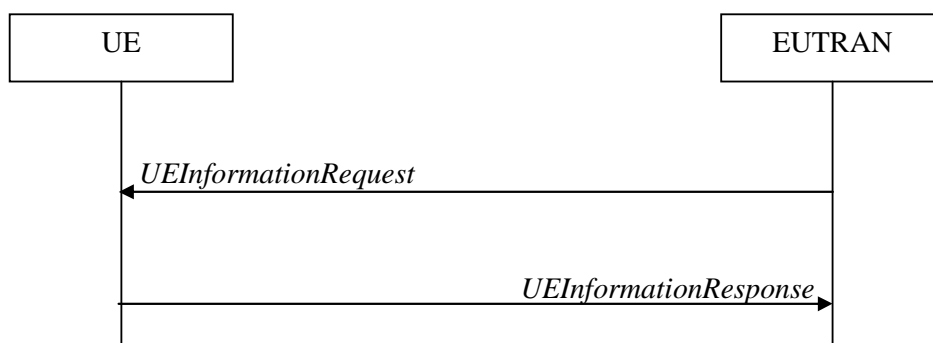 UE
EUTRAN
UEInformationRequest
UEInformationResponse